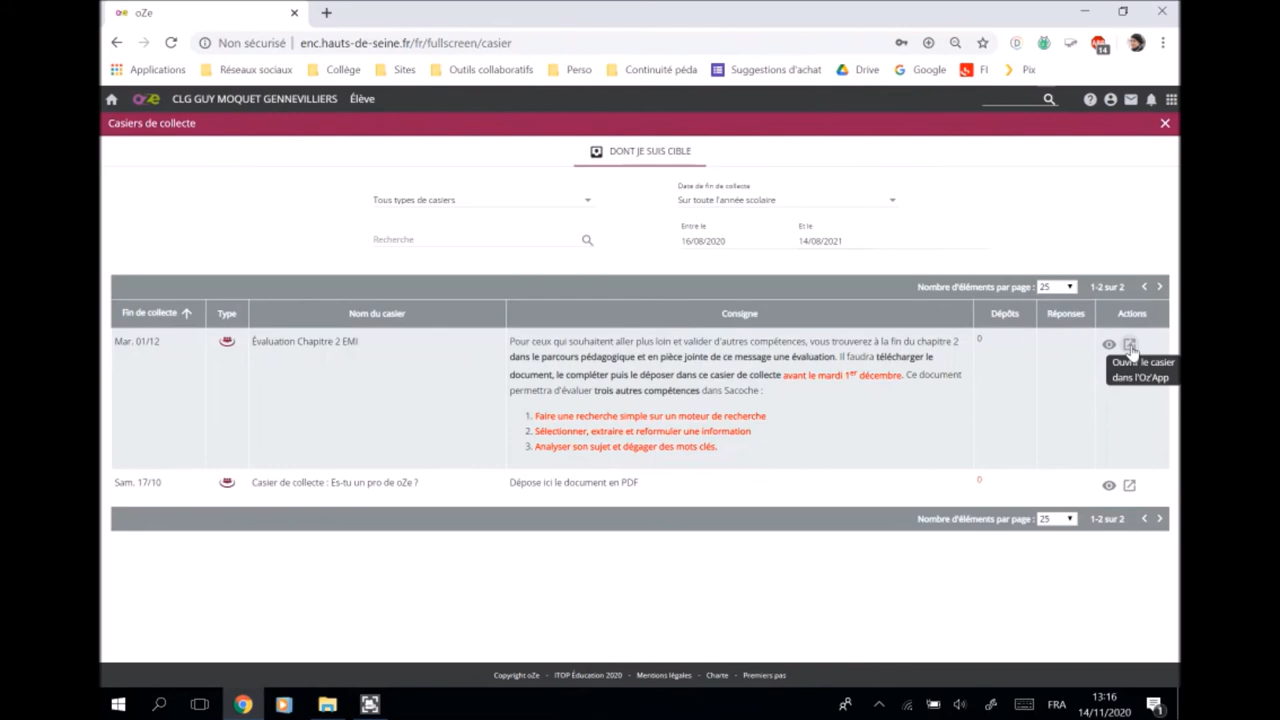 oZe
Non sécurisé enc.hauts-de-seine.fr/fr/fullscreen/casier
14
Applications Réseaux sociaux Collége Sites Outils collaboratifs Perso Continuité péda Suggestions d'achat Drive Google FI Pix
oze CLG GUY MOQUET GENNEVILLIERS Élève
Casiers de collecte
DONT JE SUIS CIBLE
Date de fin de collecte
Tous types de casiers Sur toute l'année scolaire
Entre le Et le
Recherche 16/08/2020 14/08/2021
Nombre d'éléments par page : 25 1-2 sur 2
Fin de collecte Type Nom du casier Consigne Dépôts Réponses Actions
Mar. 01/12 Évaluation Chapitre 2 EMI Pour ceux qui souhaitent aller plus loin et valider d'autres compétences, vous trouverez à la fin du chapitre 2 0
dans le parcours pédagogique et en pièce jointe de ce message une évaluation. Il faudra télécharger le
document, le compléter puis le déposer dans ce casier de collecte avant le mardi 1er décembre. Ce document
permettra d'évaluer trois autres compétences dans Sacoche :
1. Faire une recherche simple sur un moteur de recherche
2. Sélectionner, extraire et reformuler une information
3. Analyser son sujet et dégager des mots clés.
Ouvrir le casier
dans l'Oz'App
Sam. 17/10 Casier de collecte : Es-tu un pro de oZe ? Dépose ici le document en PDF 0
Nombre d'éléments par page : 25 1-2 sur 2
Copyright oZe - ITOP Éducation 2020 - Mentions légales - Charte - Premiers pas
FRA 13:16
14/11/2020
1